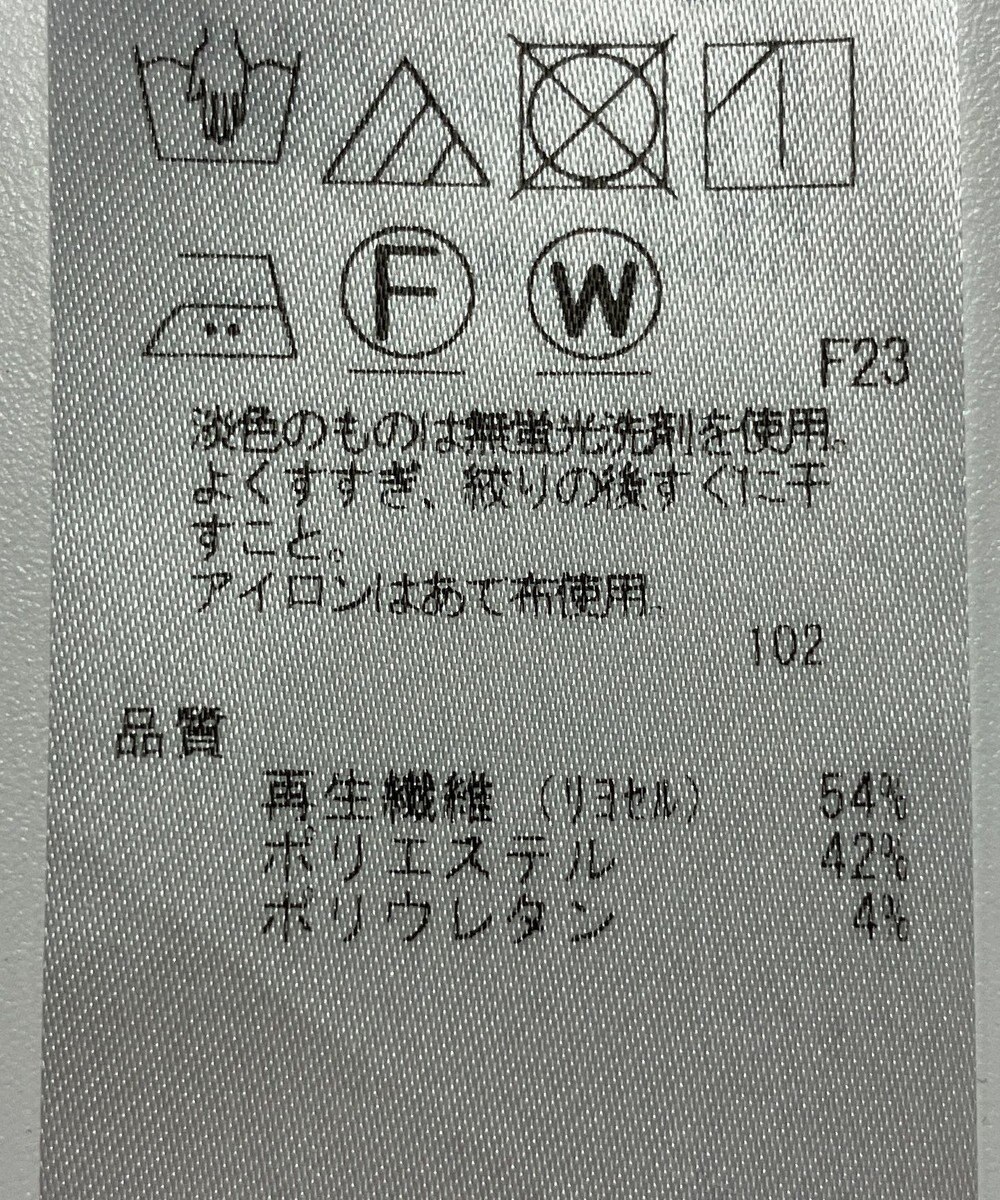 F W
F23
淡色のものは無蛍光洗剤を使用。
よくすすぎ、絞りの後すぐに干
すこと。
アイロンはあて布使用。
102
品質
再生繊維（リヨセル） 54%
ポリエステル 42%
ポリウレタン 4%